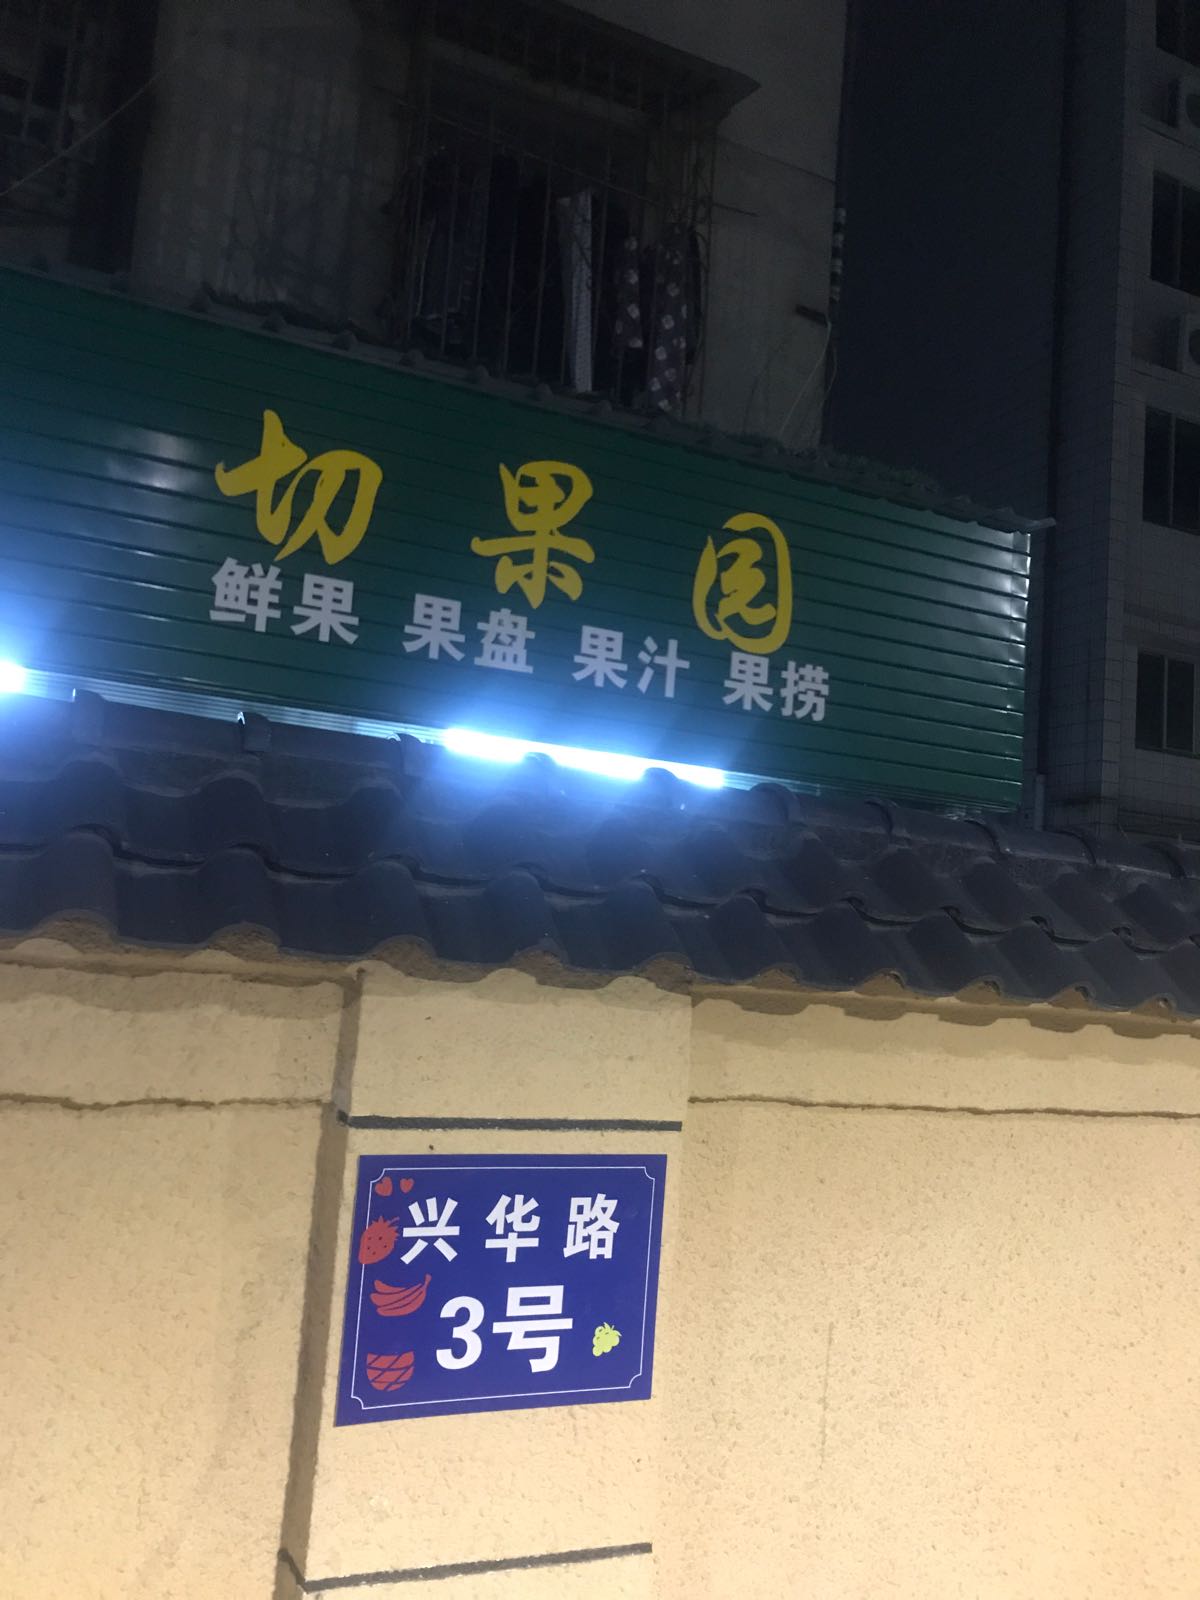 切果园
鲜果 果盘 果汁 果捞
兴华路
3号